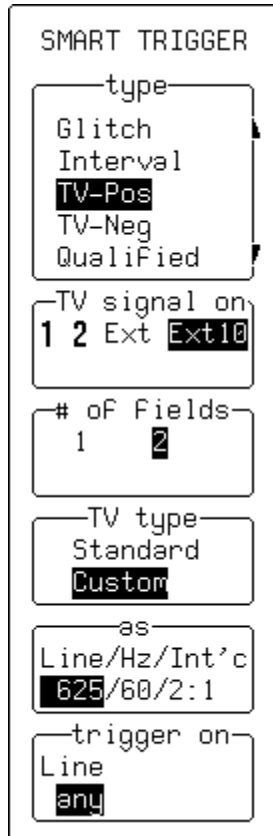 SMART TRIGGER
type
Glitch
Interval
TV-Pos
TV-Neg
Qualified
TV signal on
1 2 Ext Ext10
# of fields
1 2
TV type
Standard
Custom
as
Line/Hz/Int'c
625/60/2:1
trigger on
Line
any